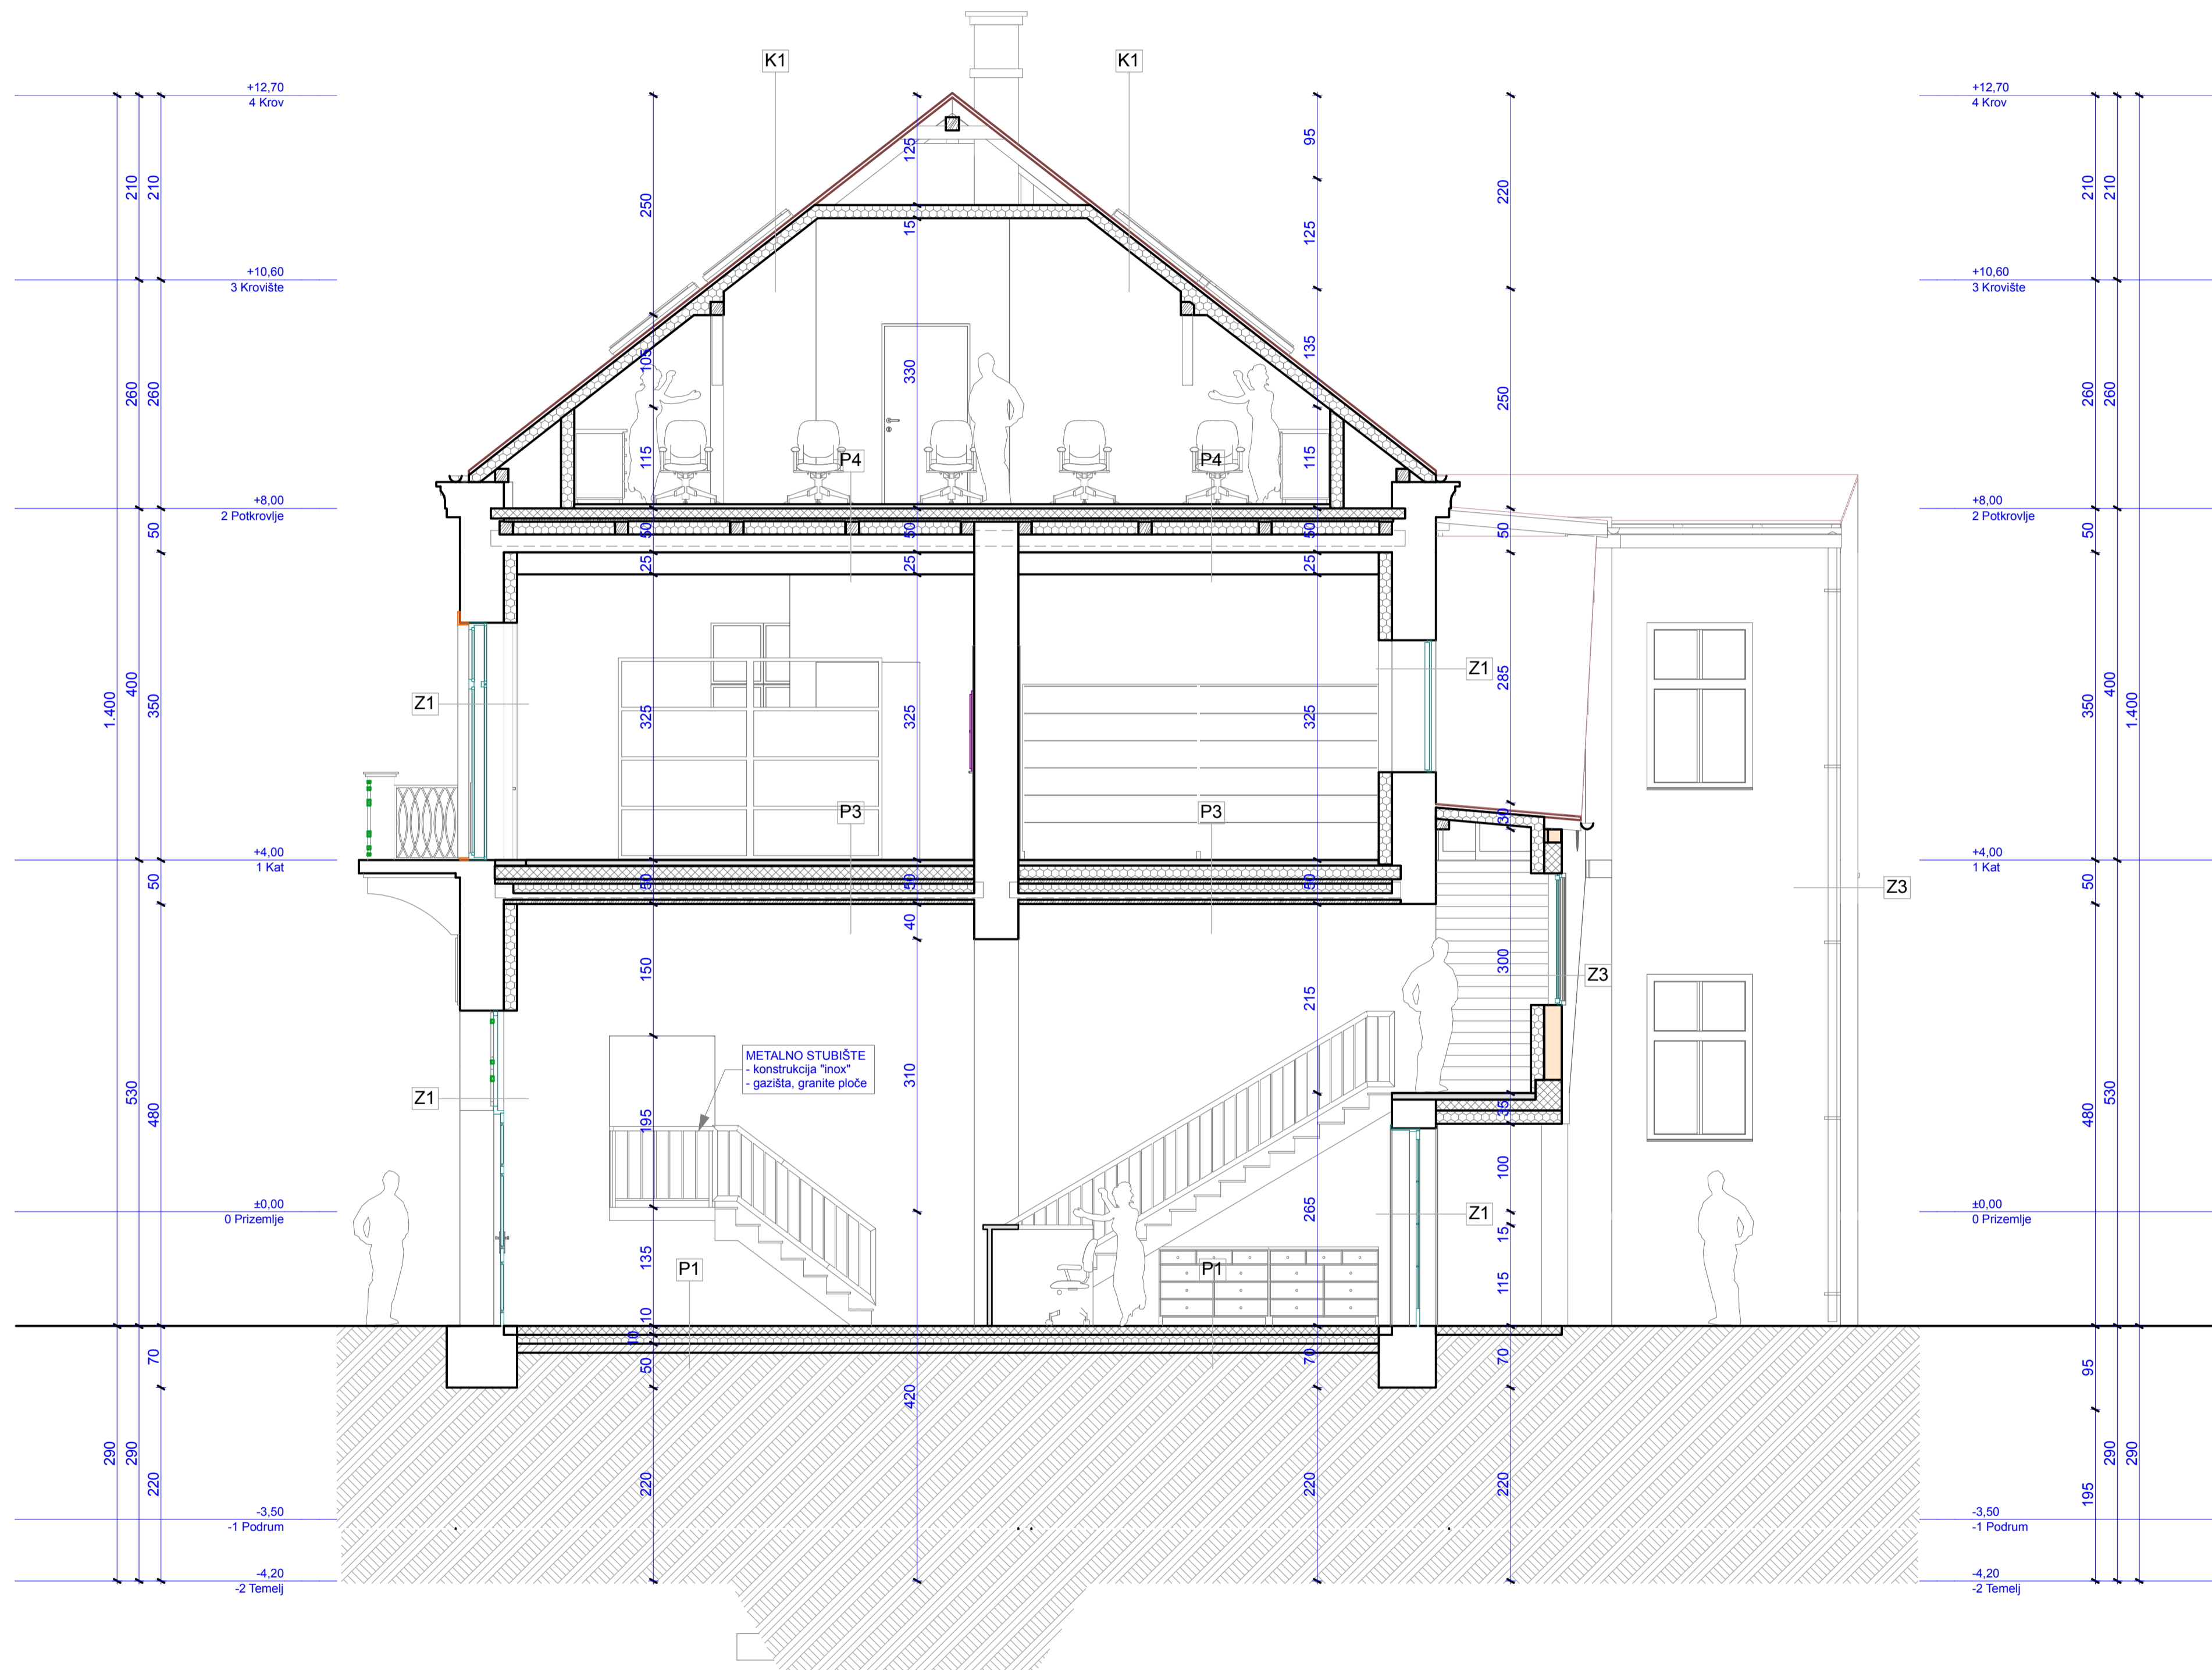 K1
K1
+12,70
4 Krov
+12,70
4 Krov
210
210
250
125
95
220
210
210
15
125
+10,60
3 Krovište
+10,60
3 Krovište
260
260
105
330
135
250
260
260
115
P4
P4
115
+8,00
2 Potkrovlje
+8,00
2 Potkrovlje
50
50
50
50
50
50
25
25
25
1.400
400
350
Z1
325
325
325
Z1
285
350
400
1.400
P3
P3
30
+4,00
1 Kat
+4,00
1 Kat
50
50
50
50
50
Z3
40
150
215
300
Z3
METALNO STUBIŠTE
- konstrukcija "inox"
- gazišta, granite ploče
530
480
Z1
195
310
35
480
530
100
±0,00
0 Prizemlje
265
Z1
±0,00
0 Prizemlje
15
135
P1
P1
115
10
10
70
50
70
70
95
420
290
290
220
220
220
220
195
290
290
-3,50
-1 Podrum
-3,50
-1 Podrum
-4,20
-2 Temelj
-4,20
-2 Temelj